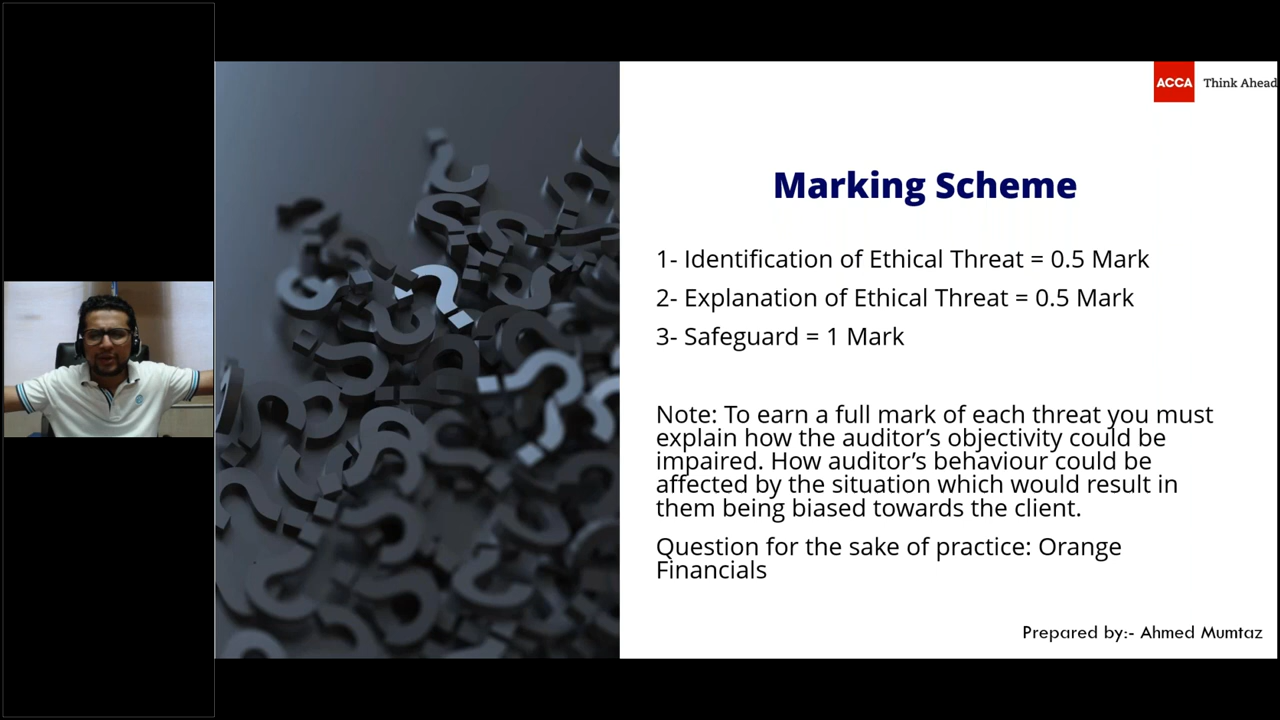 ACCA Think Ahead
Marking Scheme
1- Identification of Ethical Threat = 0.5 Mark
2- Explanation of Ethical Threat = 0.5 Mark
3- Safeguard = 1 Mark
Note: To earn a full mark of each threat you must
explain how the auditor’s objectivity could be
impaired. How auditor’s behaviour could be
affected by the situation which would result in
them being biased towards the client.
Question for the sake of practice: Orange
Financials
Prepared by:- Ahmed Mumtaz